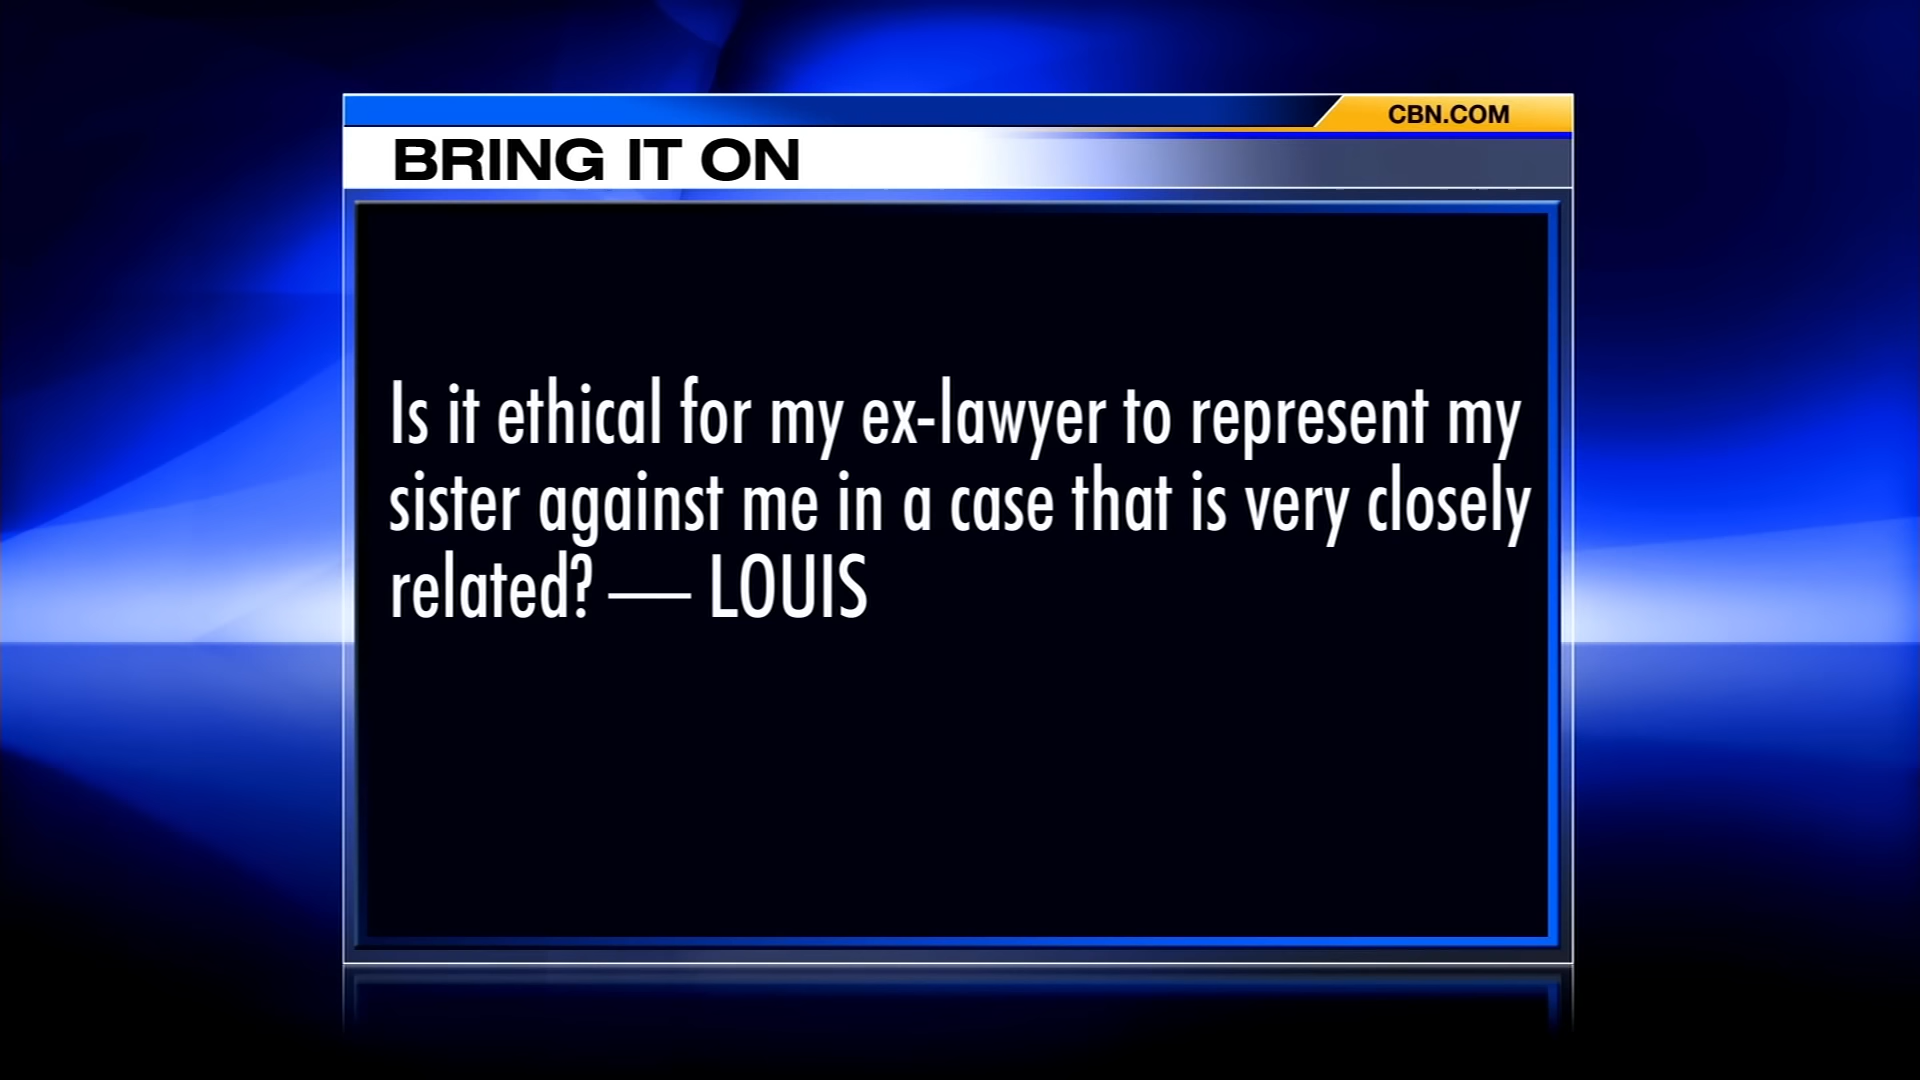 CBN.COM
BRING IT ON
Is it ethical for my ex-lawyer to represent my
sister against me in a case that is very closely
related? — LOUIS